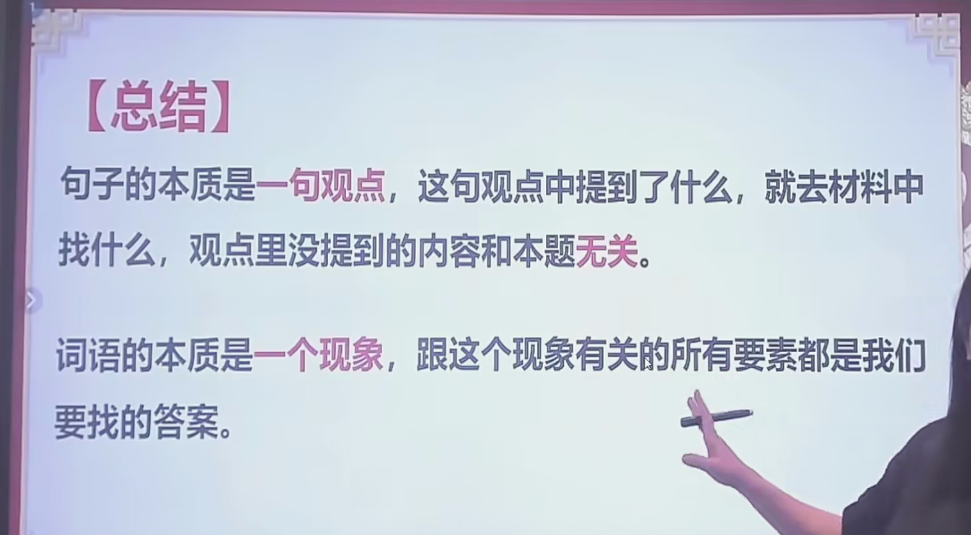 【总结】
句子的本质是一句观点，这句观点中提到了什么，就去材料中
找什么，观点里没提到的内容和本题无关。
词语的本质是一个现象，跟这个现象有关的所有要素都是我们
要找的答案。